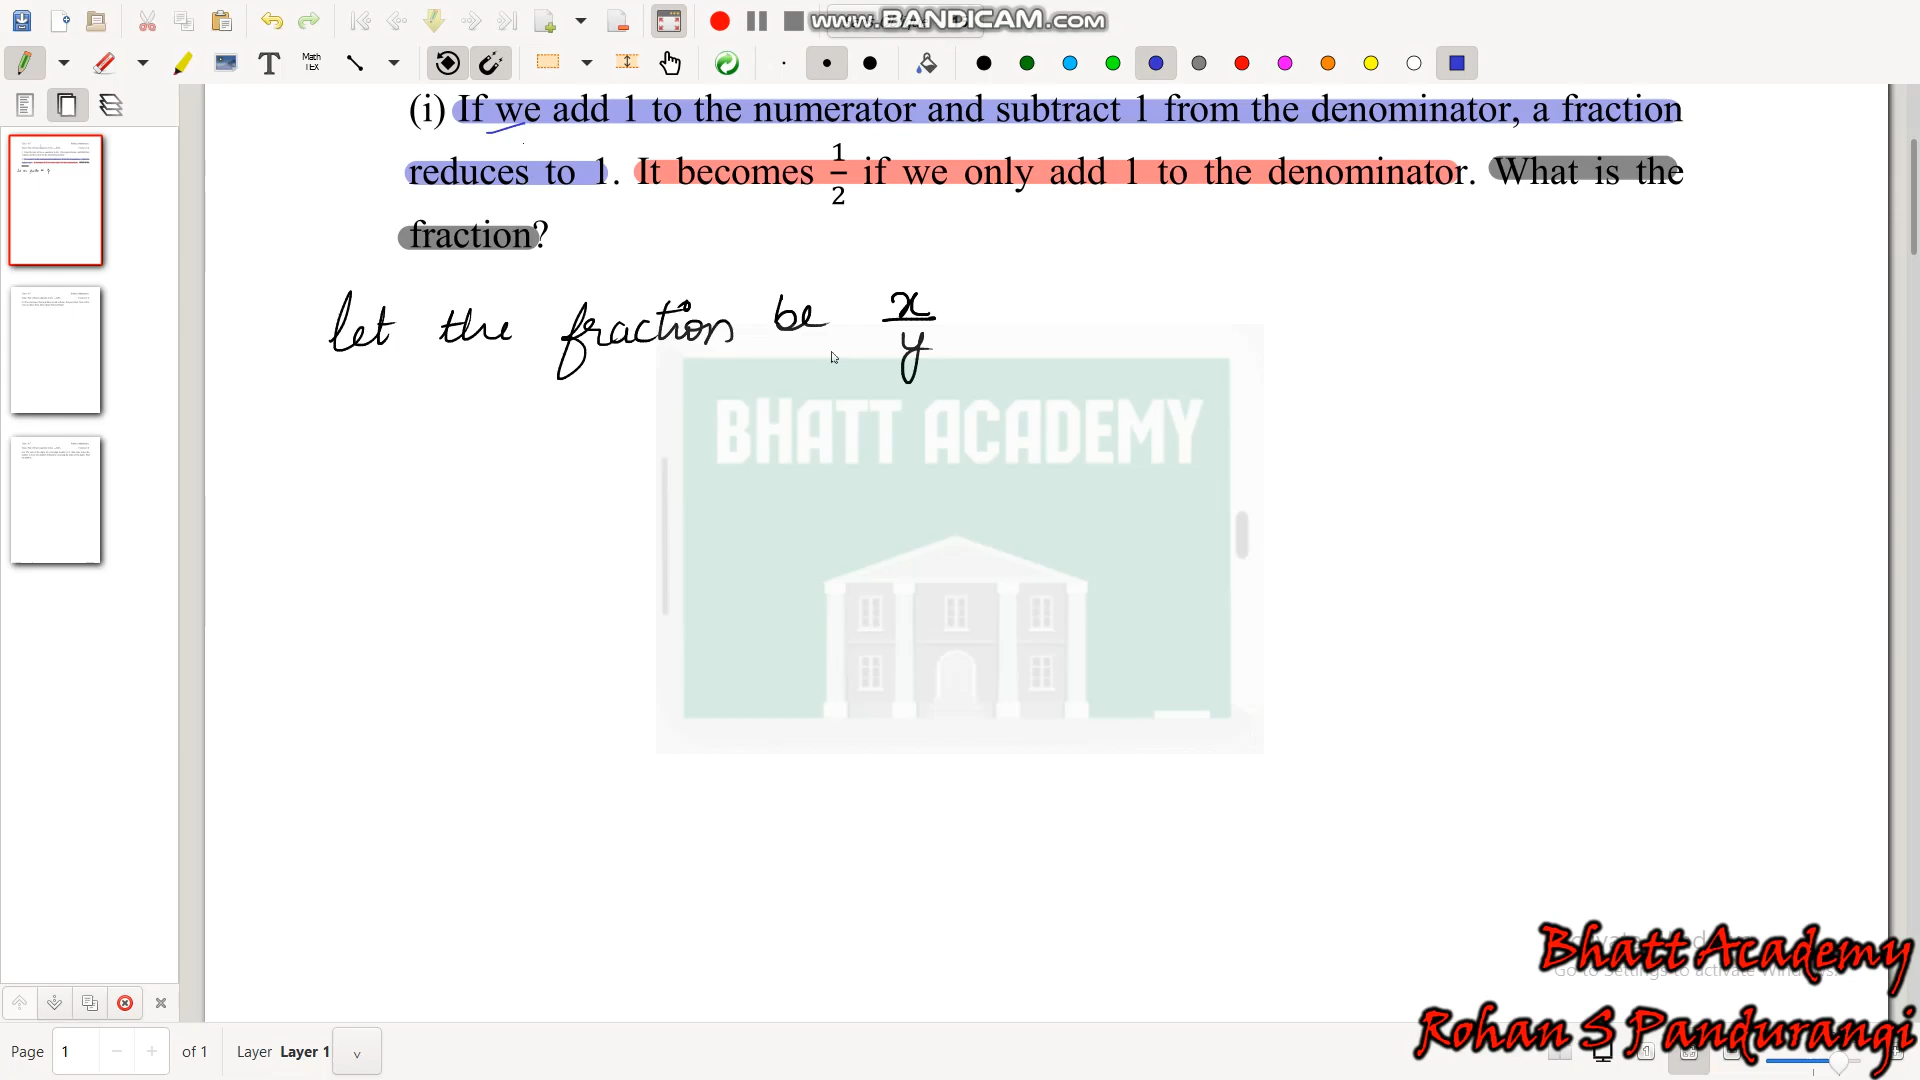 www.BANDICAM.com
T Math TEX
(i) If we add 1 to the numerator and subtract 1 from the denominator, a fraction
reduces to 1. It becomes 1/2 if we only add 1 to the denominator. What is the
fraction?
let the fraction be x/y
BHATT ACADEMY
Bhatt Academy
Rohan S Pandurangi
Page 1 of 1 Layer Layer 1